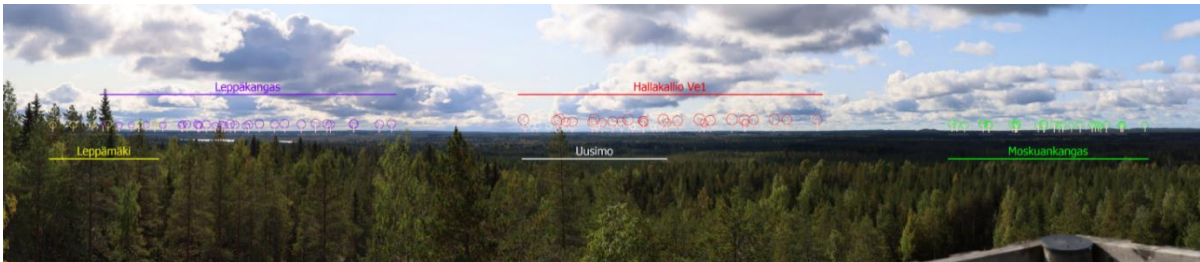 Leppäkangas
Hallakallio Ve1
Leppämäki
Uusimo
Moskuankangas